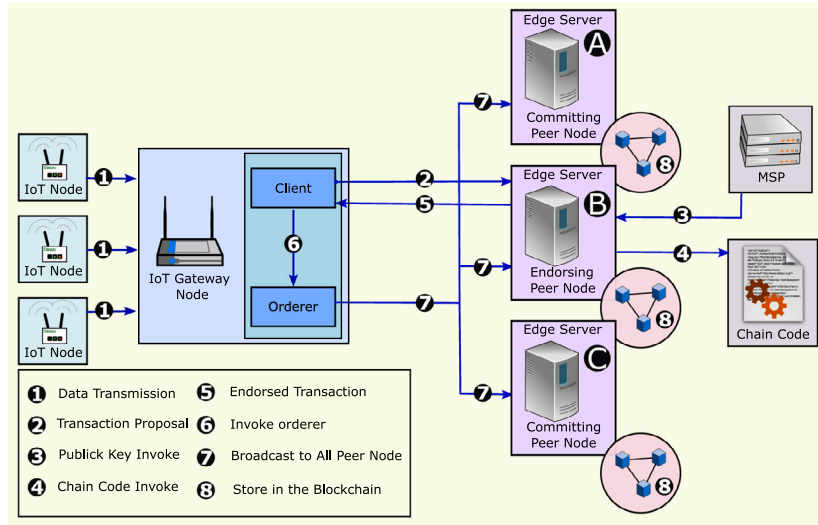 Edge Server
A
Committing
Peer Node
7
8
IoT Node
1
IoT Node
1
IoT Node
1
IoT Gateway
Node
Client
6
Orderer
2
5
7
Edge Server
B
Endorsing
Peer Node
7
8
3
4
MSP
Chain Code
Edge Server
C
Committing
Peer Node
7
8
1 Data Transmission
2 Transaction Proposal
3 Publick Key Invoke
4 Chain Code Invoke
5 Endorsed Transaction
6 Invoke orderer
7 Broadcast to All Peer Node
8 Store in the Blockchain